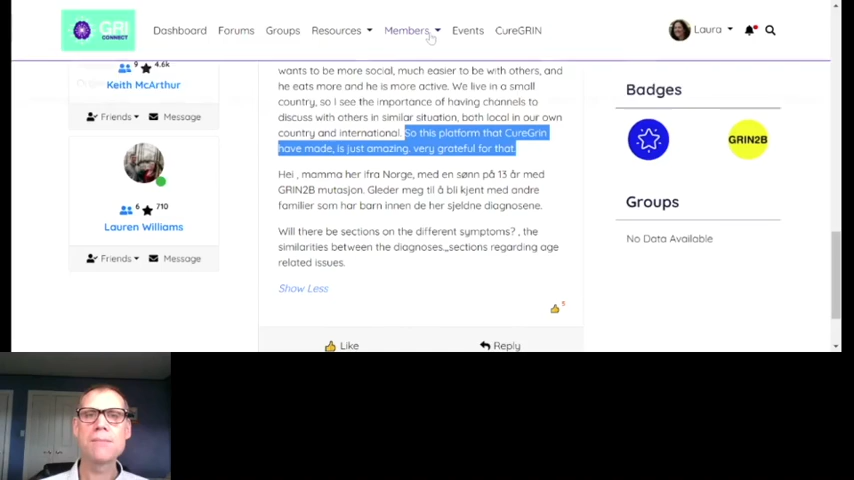 GRI CONNECT
Dashboard Forums Groups Resources Members Events CureGRIN Laura
9 4.6k
Keith McArthur
Friends Message
6 710
Lauren Williams
Friends Message
wants to be more social, much easier to be with others, and
he eats more and he is more active. We live in a small
country, so I see the importance of having channels to
discuss with others in similar situation, both local in our own
country and international. So this platform that CureGrin
have made, is just amazing. very grateful for that.
Hei , mamma her ifra Norge, med en sønn på 13 år med
GRIN2B mutasjon. Gleder meg til å bli kjent med andre
familier som har barn innen de her sjeldne diagnosene.
Will there be sections on the different symptoms? , the
similarities between the diagnoses.,,sections regarding age
related issues.
Show Less
5
Like Reply
Badges
GRIN2B
Groups
No Data Available